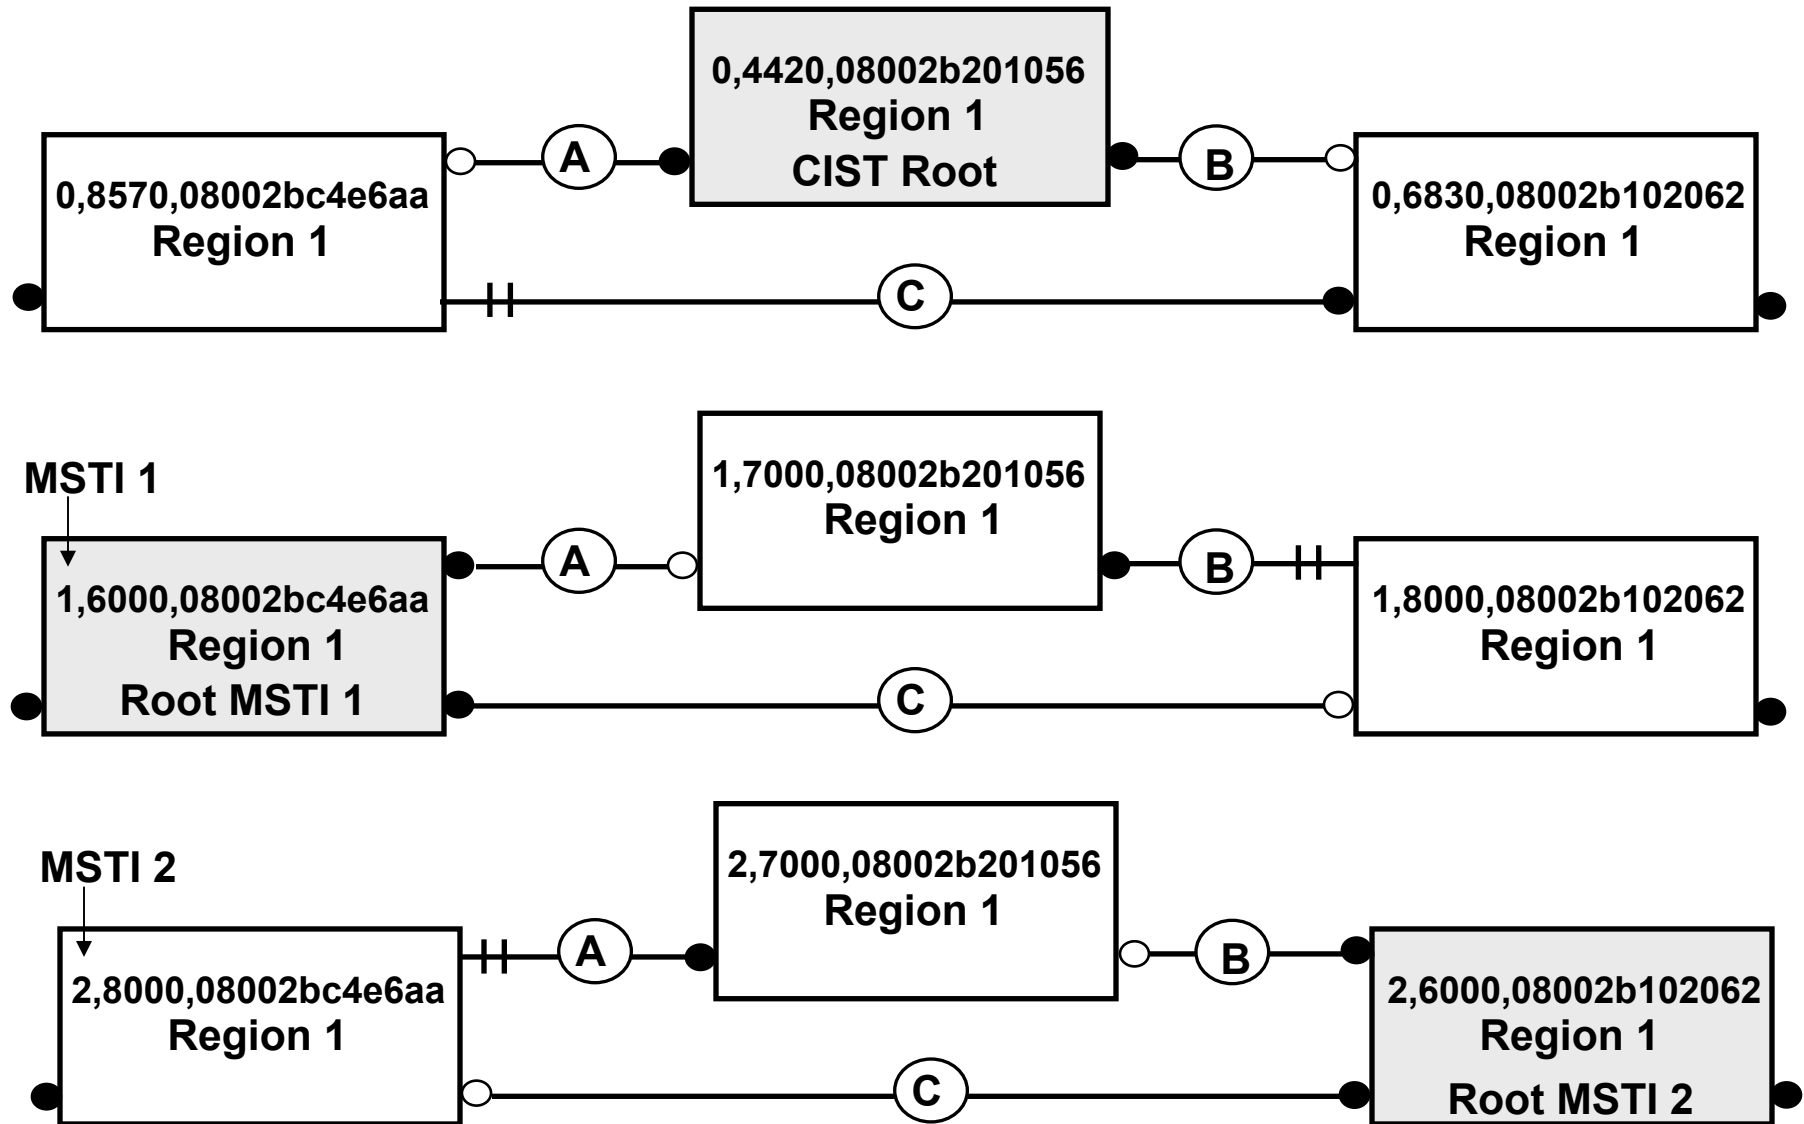 0,4420,08002b201056
Region 1
CIST Root
A
B
0,8570,08002bc4e6aa
Region 1
0,6830,08002b102062
Region 1
C
MSTI 1
1,7000,08002b201056
Region 1
A
B
1,6000,08002bc4e6aa
Region 1
Root MSTI 1
1,8000,08002b102062
Region 1
C
MSTI 2
2,7000,08002b201056
Region 1
A
B
2,8000,08002bc4e6aa
Region 1
2,6000,08002b102062
Region 1
Root MSTI 2
C